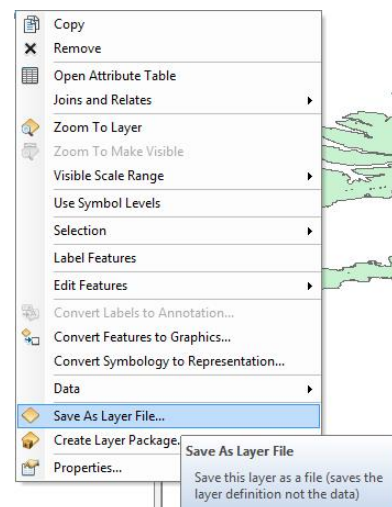 Copy
Remove
Open Attribute Table
Joins and Relates
Zoom To Layer
Zoom To Make Visible
Visible Scale Range
Use Symbol Levels
Selection
Label Features
Edit Features
Convert Labels to Annotation...
Convert Features to Graphics...
Convert Symbology to Representation...
Data
Save As Layer File...
Create Layer Package.
Properties...
Save As Layer File
Save this layer as a file (saves the
layer definition not the data)